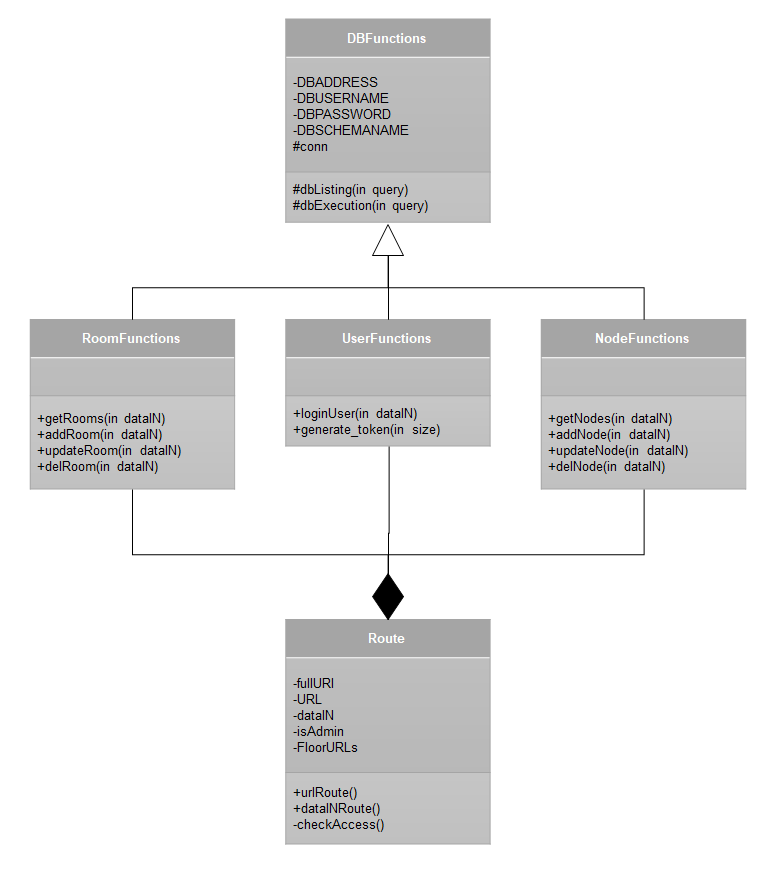 DBFunctions
-DBADDRESS
-DBUSERNAME
-DBPASSWORD
-DBSCHEMANAME
#conn
#dbListing(in query)
#dbExecution(in query)
RoomFunctions
+getRooms(in dataIN)
+addRoom(in dataIN)
+updateRoom(in dataIN)
+delRoom(in dataIN)
UserFunctions
+loginUser(in dataIN)
+generate_token(in size)
NodeFunctions
+getNodes(in dataIN)
+addNode(in dataIN)
+updateNode(in dataIN)
+delNode(in dataIN)
Route
-fullURl
-URL
-dataIN
-isAdmin
-FloorURLs
+urlRoute()
+dataINRoute()
-checkAccess()